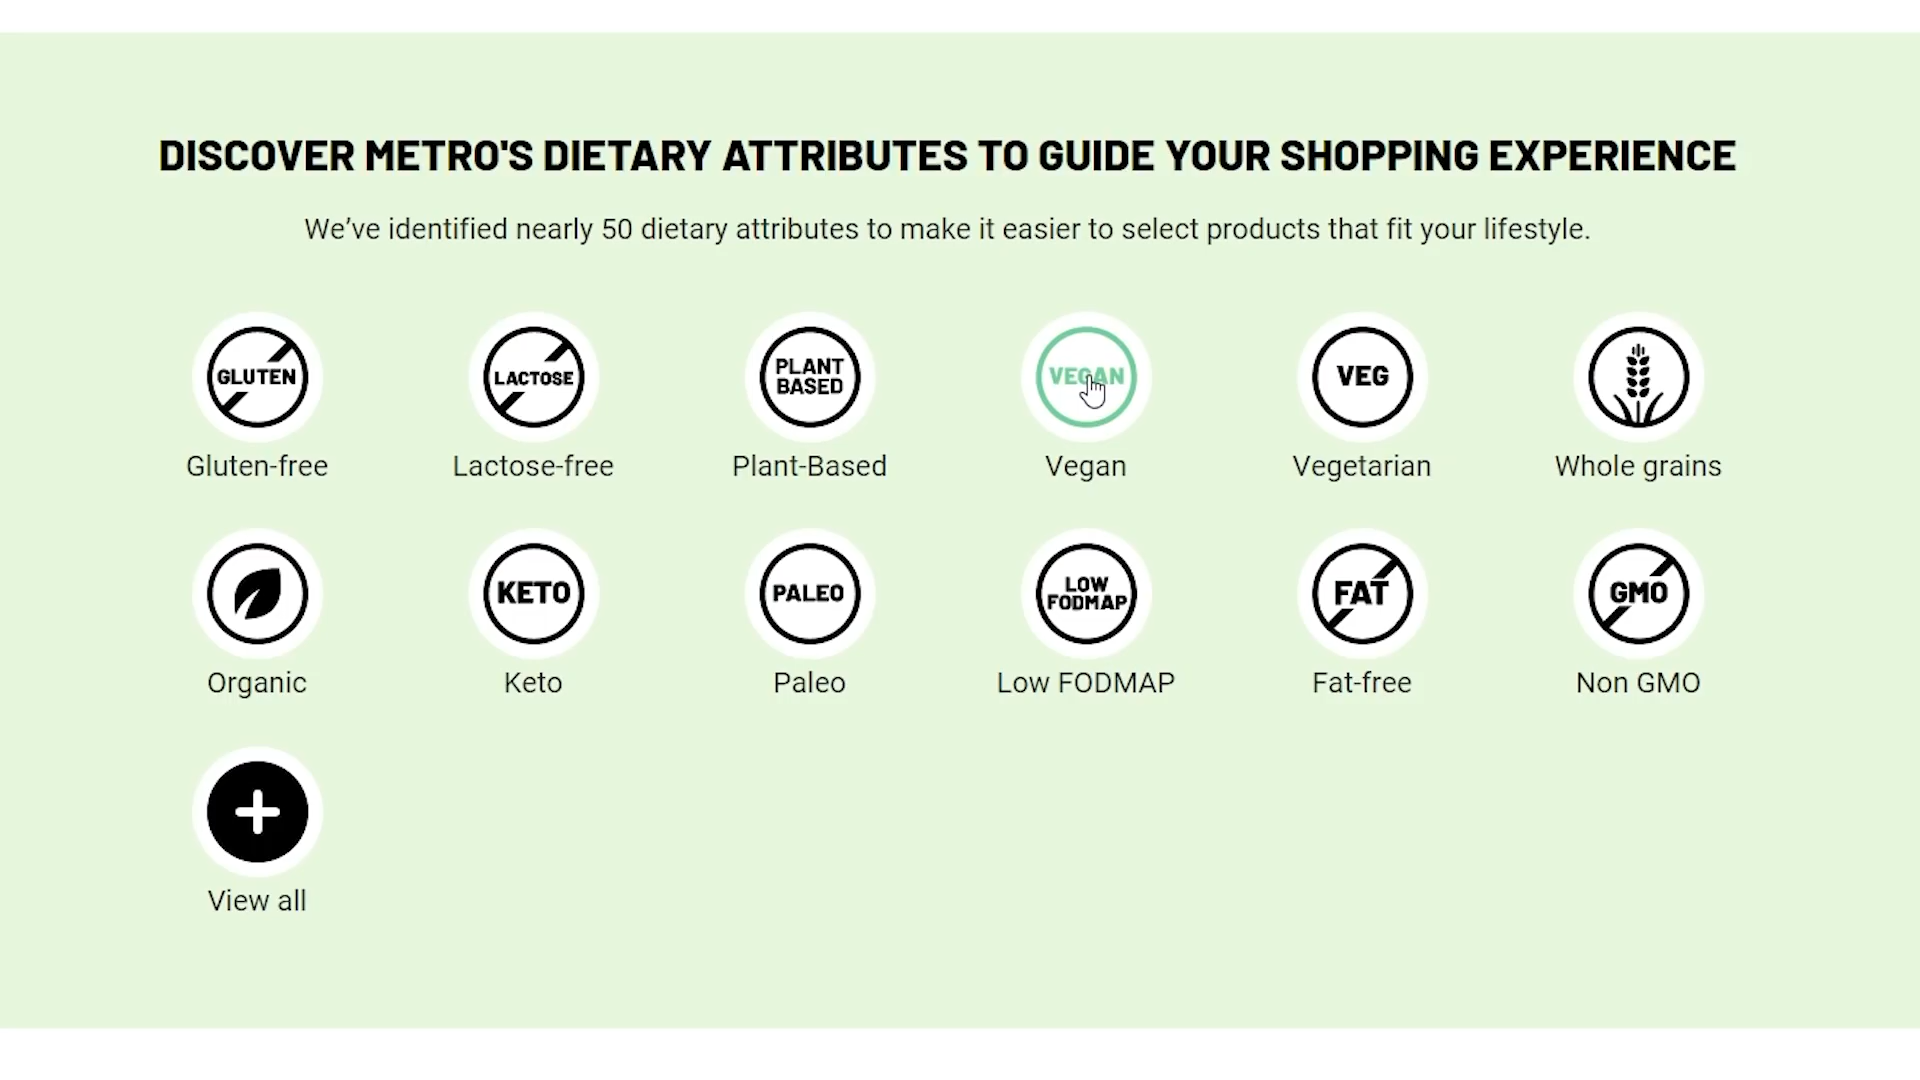 DISCOVER METRO'S DIETARY ATTRIBUTES TO GUIDE YOUR SHOPPING EXPERIENCE
We’ve identified nearly 50 dietary attributes to make it easier to select products that fit your lifestyle.
GLUTEN
LACTOSE
PLANT
BASED
VEGAN
VEG
Gluten-free
Lactose-free
Plant-Based
Vegan
Vegetarian
Whole grains
KETO
PALEO
LOW
FODMAP
FAT
GMO
Organic
Keto
Paleo
Low FODMAP
Fat-free
Non GMO
View all